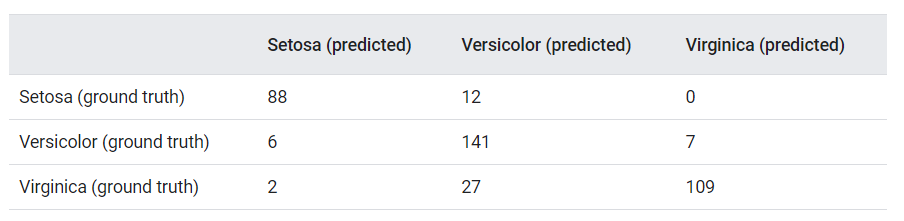 Setosa (predicted) Versicolor (predicted) Virginica (predicted)
Setosa (ground truth) 88 12 0
Versicolor (ground truth) 6 141 7
Virginica (ground truth) 2 27 109